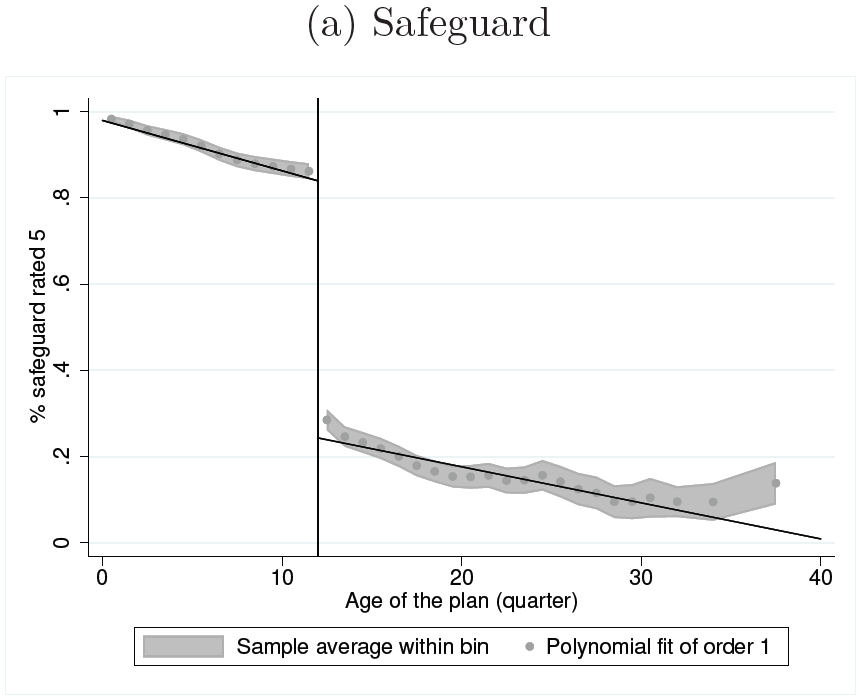 (a) Safeguard
% safeguard rated 5
1
.8
.6
.4
.2
0
0 10 20 30 40
Age of the plan (quarter)
Sample average within bin Polynomial fit of order 1